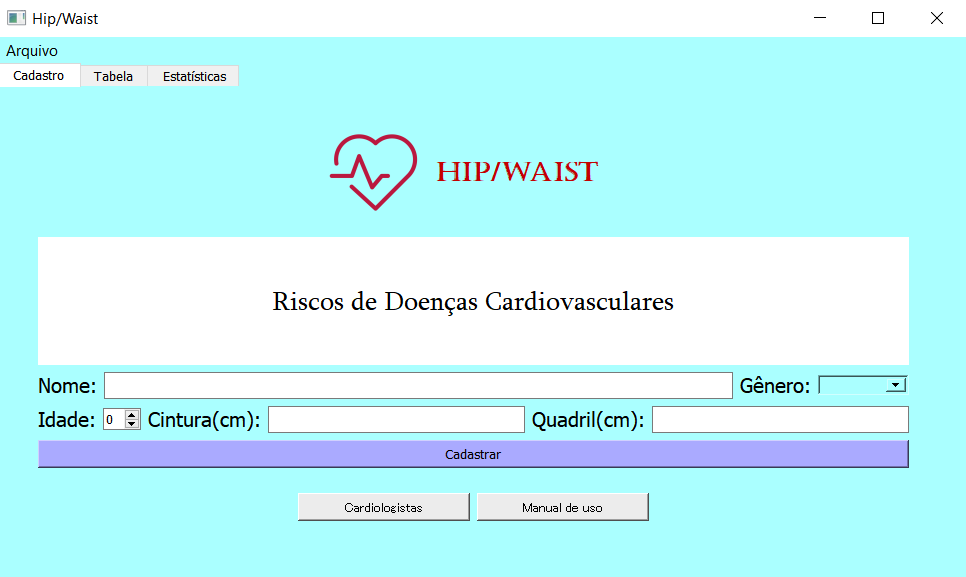 Hip/Waist
Arquivo
Cadastro Tabela Estatísticas
HIP/WAIST
Riscos de Doenças Cardiovasculares
Nome: Gênero:
Idade: 0 Cintura(cm): Quadril(cm):
Cadastrar
Cardiologistas Manual de uso